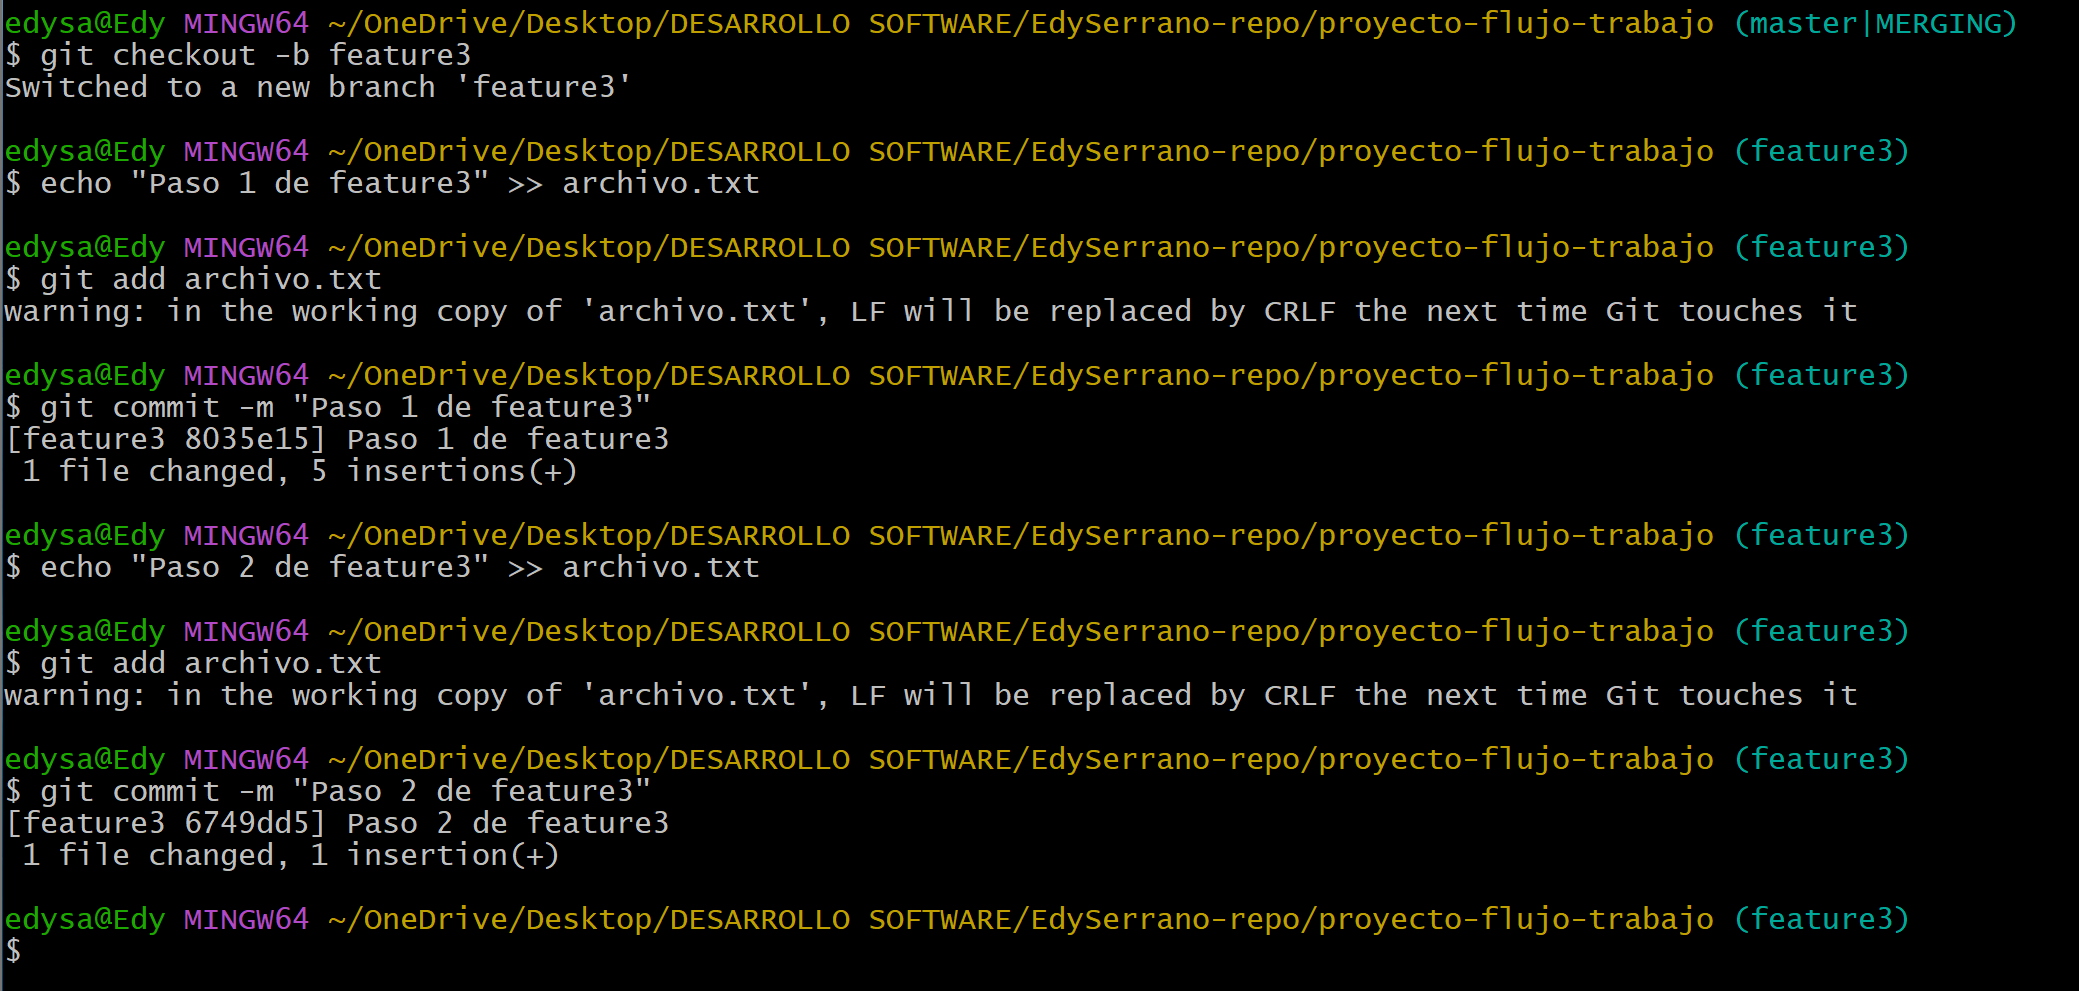 edysa@Edy MINGW64 ~/OneDrive/Desktop/DESARROLLO SOFTWARE/EdySerrano-repo/proyecto-flujo-trabajo (master|MERGING)
$ git checkout -b feature3
Switched to a new branch 'feature3'
edysa@Edy MINGW64 ~/OneDrive/Desktop/DESARROLLO SOFTWARE/EdySerrano-repo/proyecto-flujo-trabajo (feature3)
$ echo "Paso 1 de feature3" >> archivo.txt
edysa@Edy MINGW64 ~/OneDrive/Desktop/DESARROLLO SOFTWARE/EdySerrano-repo/proyecto-flujo-trabajo (feature3)
$ git add archivo.txt
warning: in the working copy of 'archivo.txt', LF will be replaced by CRLF the next time Git touches it
edysa@Edy MINGW64 ~/OneDrive/Desktop/DESARROLLO SOFTWARE/EdySerrano-repo/proyecto-flujo-trabajo (feature3)
$ git commit -m "Paso 1 de feature3"
[feature3 8035e15] Paso 1 de feature3
 1 file changed, 5 insertions(+)
edysa@Edy MINGW64 ~/OneDrive/Desktop/DESARROLLO SOFTWARE/EdySerrano-repo/proyecto-flujo-trabajo (feature3)
$ echo "Paso 2 de feature3" >> archivo.txt
edysa@Edy MINGW64 ~/OneDrive/Desktop/DESARROLLO SOFTWARE/EdySerrano-repo/proyecto-flujo-trabajo (feature3)
$ git add archivo.txt
warning: in the working copy of 'archivo.txt', LF will be replaced by CRLF the next time Git touches it
edysa@Edy MINGW64 ~/OneDrive/Desktop/DESARROLLO SOFTWARE/EdySerrano-repo/proyecto-flujo-trabajo (feature3)
$ git commit -m "Paso 2 de feature3"
[feature3 6749dd5] Paso 2 de feature3
 1 file changed, 1 insertion(+)
edysa@Edy MINGW64 ~/OneDrive/Desktop/DESARROLLO SOFTWARE/EdySerrano-repo/proyecto-flujo-trabajo (feature3)
$